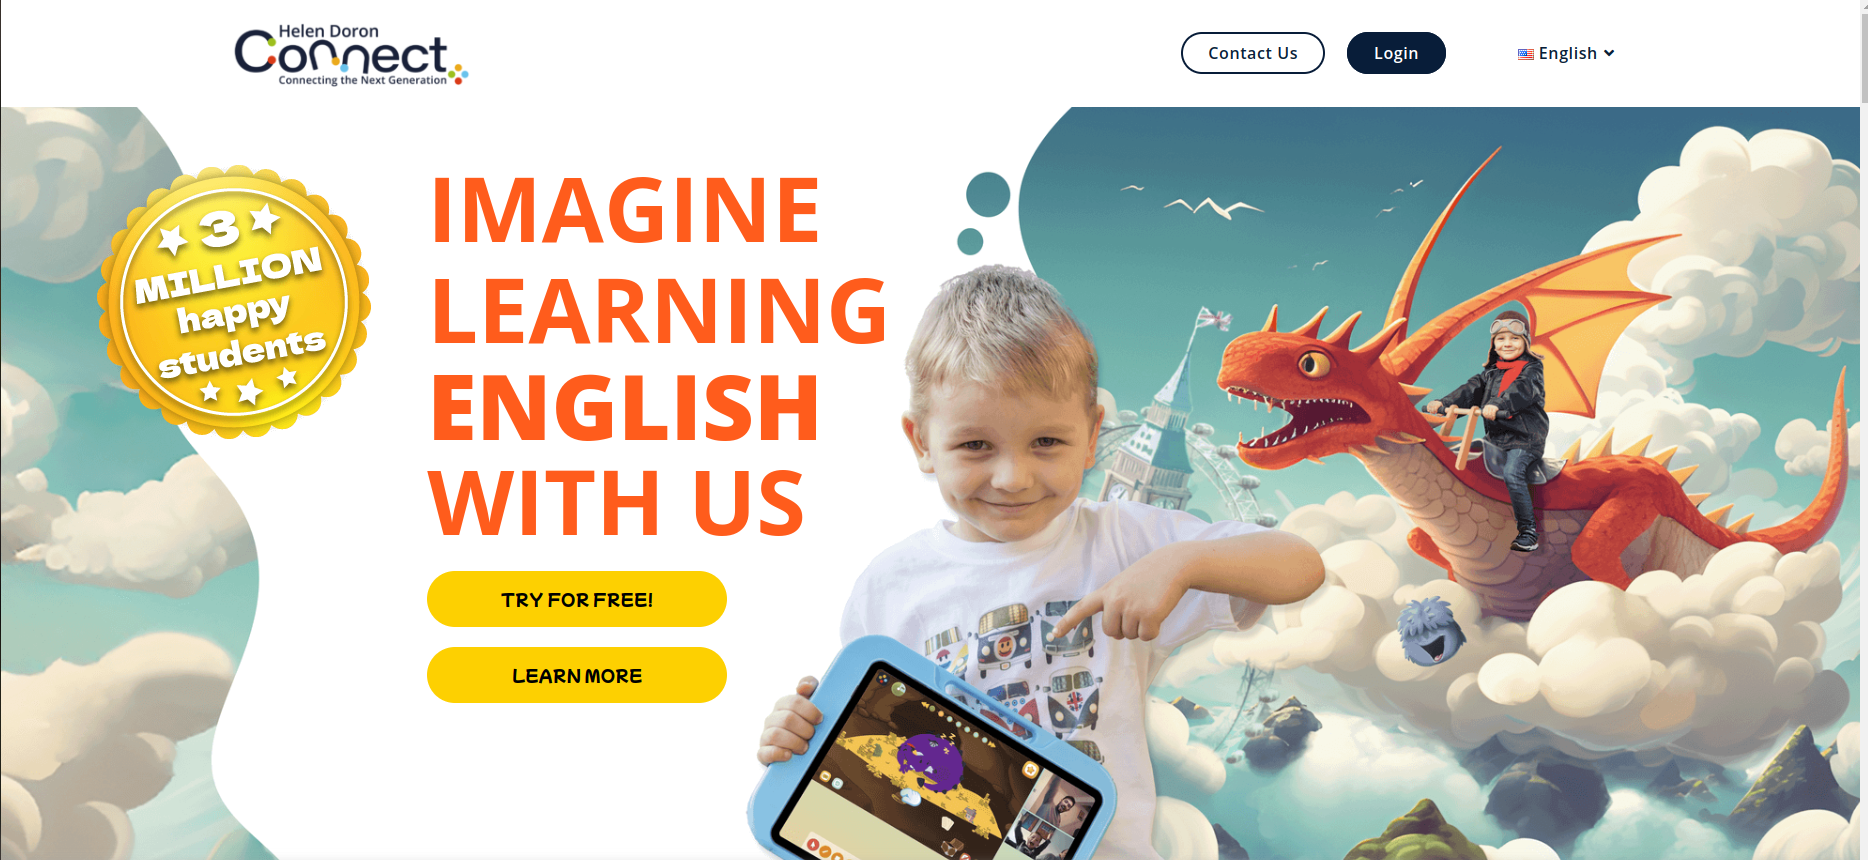 Helen Doron
Connect
Connecting the Next Generation
Contact Us
Login
English
3
MILLION
happy
students
IMAGINE
LEARNING
ENGLISH
WITH US
TRY FOR FREE!
LEARN MORE